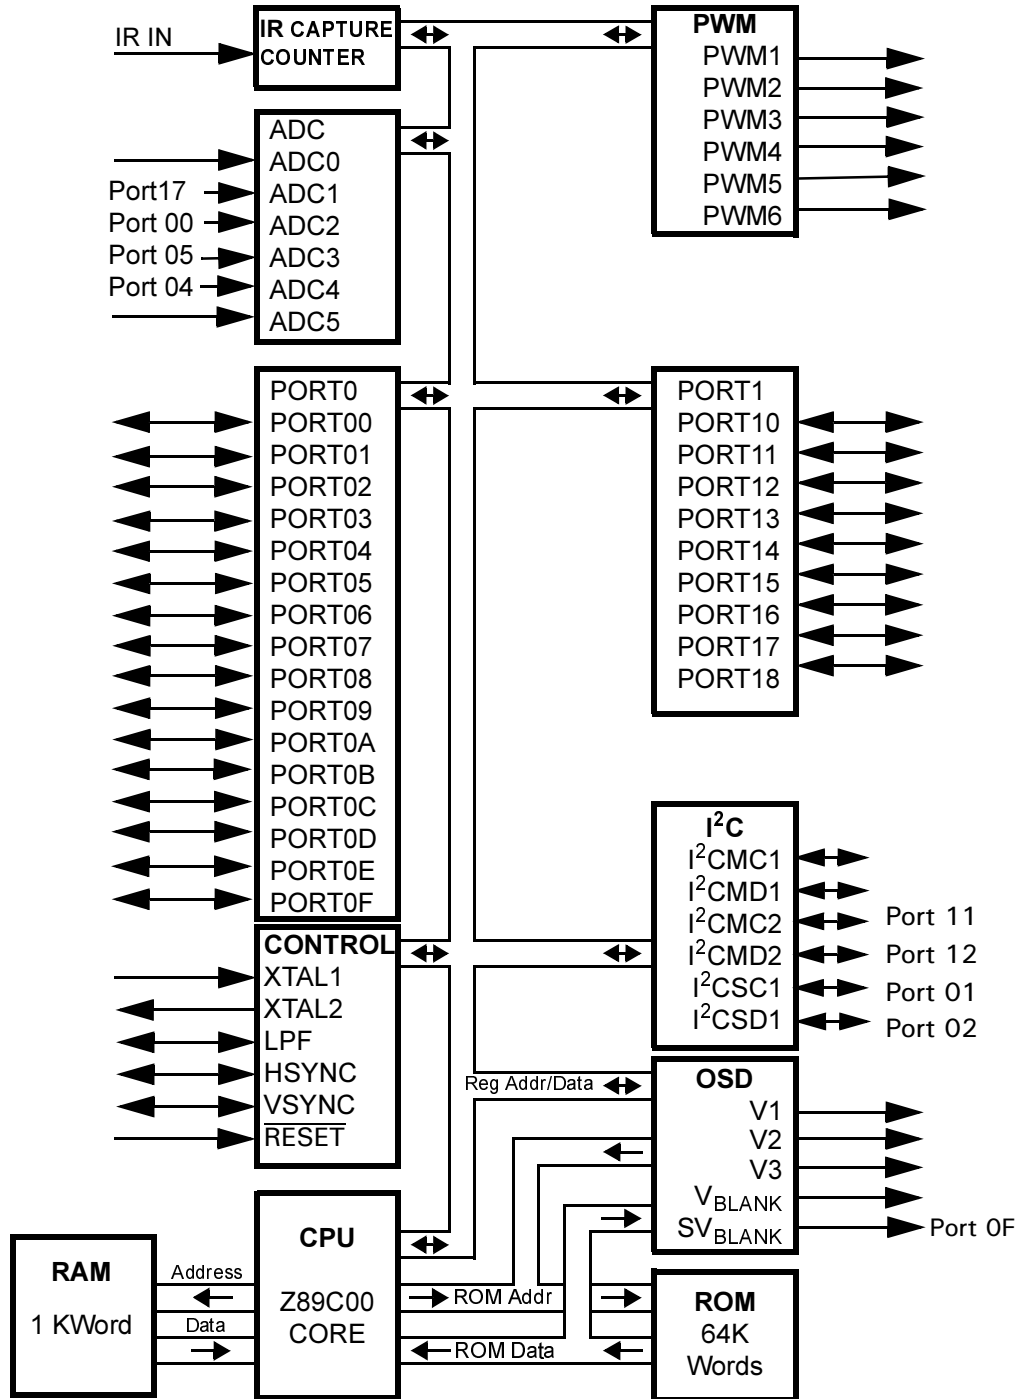 IR IN
IR CAPTURE
COUNTER
ADC
ADC0
ADC1
ADC2
ADC3
ADC4
ADC5
Port17
Port 00
Port 05
Port 04
PORT0
PORT00
PORT01
PORT02
PORT03
PORT04
PORT05
PORT06
PORT07
PORT08
PORT09
PORT0A
PORT0B
PORT0C
PORT0D
PORT0E
PORT0F
CONTROL
XTAL1
XTAL2
LPF
HSYNC
VSYNC
RESET
PWM
PWM1
PWM2
PWM3
PWM4
PWM5
PWM6
PORT1
PORT10
PORT11
PORT12
PORT13
PORT14
PORT15
PORT16
PORT17
PORT18
I²C
I²CMC1
I²CMD1
I²CMC2
I²CMD2
I²CSC1
I²CSD1
Port 11
Port 12
Port 01
Port 02
Reg Addr/Data
OSD
V1
V2
V3
VBLANK
SVBLANK
Port 0F
RAM
1 KWord
Address
Data
CPU
Z89C00
CORE
ROM Addr
ROM Data
ROM
64K
Words